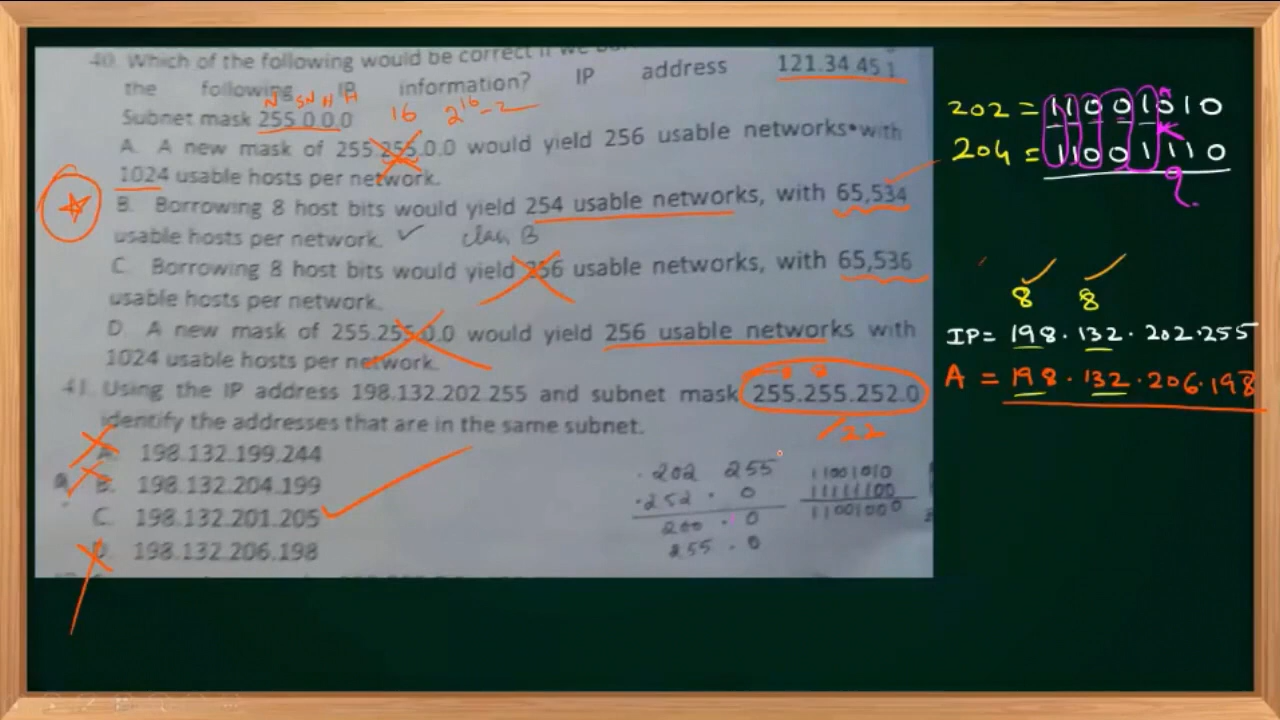 40. Which of the following would be correct if we
the following IP information? IP address 121.34.45.1
N SN H H
16 2^16-2
Subnet mask 255.0.0.0
A. A new mask of 255.255.0.0 would yield 256 usable networks with
1024 usable hosts per network.
B. Borrowing 8 host bits would yield 254 usable networks, with 65,534
usable hosts per network. ✓ class B
C. Borrowing 8 host bits would yield 256 usable networks, with 65,536
usable hosts per network.
D. A new mask of 255.255.0.0 would yield 256 usable networks with
1024 usable hosts per network.
8 8
41. Using the IP address 198.132.202.255 and subnet mask 255.255.252.0
identify the addresses that are in the same subnet.
/22
A. 198.132.199.244
B. 198.132.204.199
C. 198.132.201.205
D. 198.132.206.198
.202 255
.252 . 0
200 . 0
255 . 0
11001010
11111100
11001000
202 = 11001010
204 = 11001110
8 8
IP= 198.132.202.255
A = 198.132.206.198